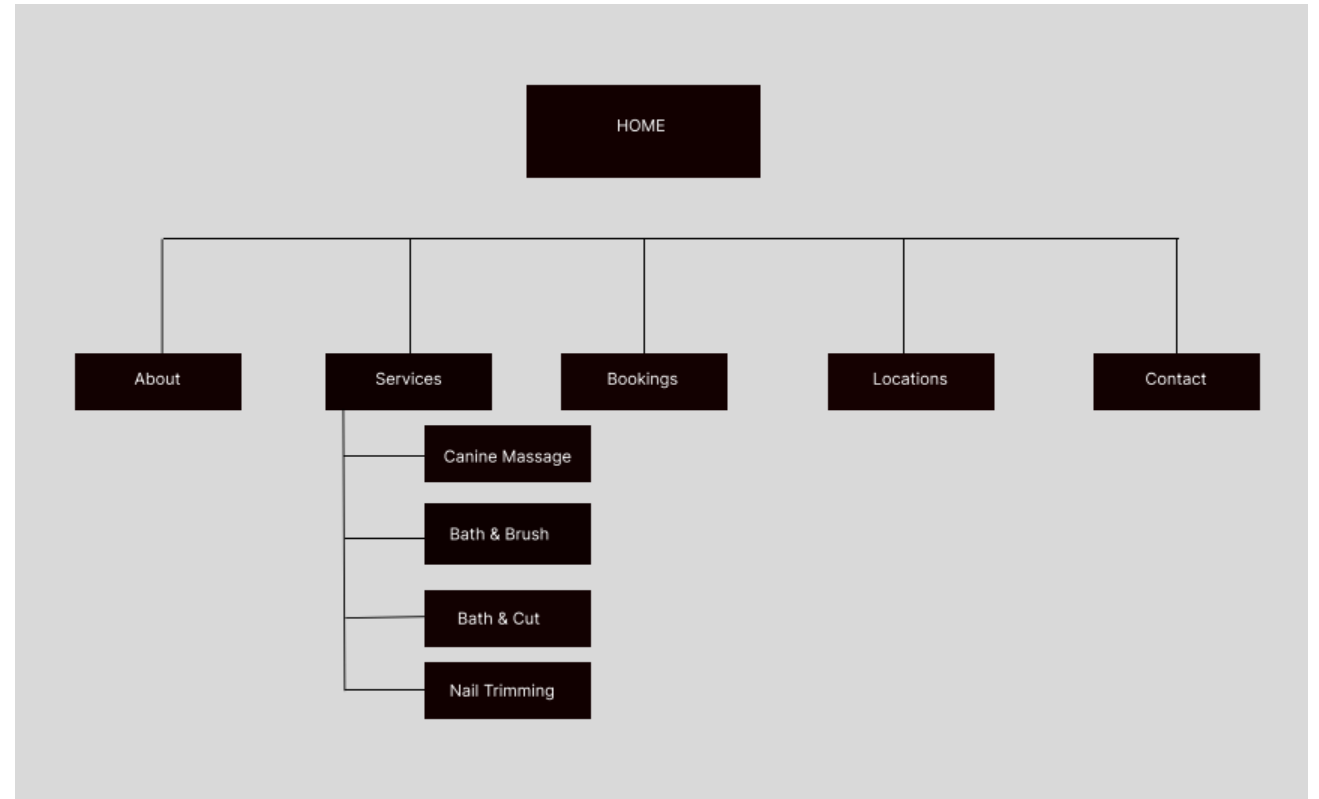 HOME
About
Services
Bookings
Locations
Contact
Canine Massage
Bath & Brush
Bath & Cut
Nail Trimming